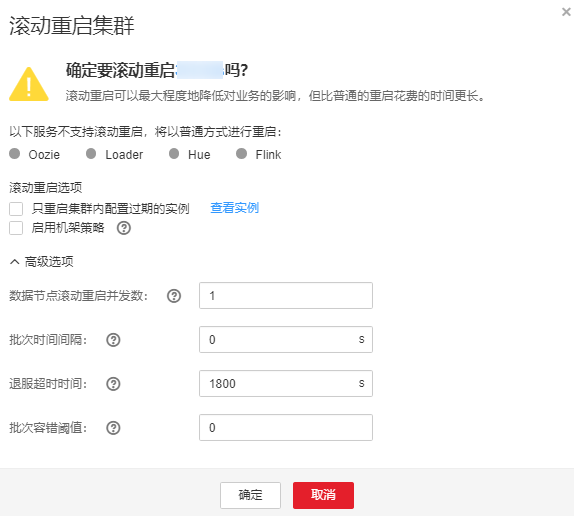 滚动重启集群
确定要滚动重启 吗?
滚动重启可以最大程度地降低对业务的影响，但比普通的重启花费的时间更长。
以下服务不支持滚动重启，将以普通方式进行重启：
Oozie Loader Hue Flink
滚动重启选项
只重启集群内配置过期的实例 查看实例
启用机架策略 ?
高级选项
数据节点滚动重启并发数： ? 1
批次时间间隔： ? 0 s
退服超时时间： ? 1800 s
批次容错阈值： ? 0
确定 取消